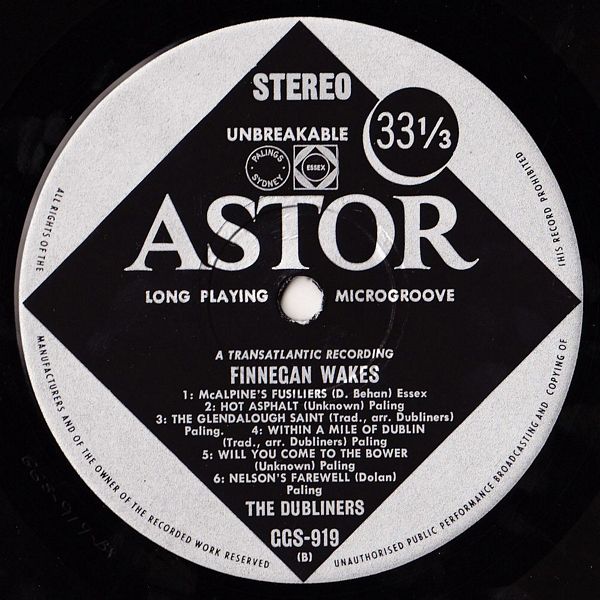 STEREO
UNBREAKABLE
33 1/3
PALINGS
SYDNEY
ESSEX
ASTOR
LONG PLAYING MICROGROOVE
A TRANSATLANTIC RECORDING
FINNEGAN WAKES
1: McALPINE'S FUSILIERS (D. Behan) Essex
2: HOT ASPHALT (Unknown) Paling
3: THE GLENDALOUGH SAINT (Trad., arr. Dubliners)
Paling. 4: WITHIN A MILE OF DUBLIN
(Trad., arr. Dubliners) Paling
5: WILL YOU COME TO THE BOWER
(Unknown) Paling
6: NELSON'S FAREWELL (Dolan)
Paling
THE DUBLINERS
GGS-919
(B)
ALL RIGHTS OF THE
MANUFACTURERS AND OF THE OWNER OF THE RECORDED WORK RESERVED
UNAUTHORISED PUBLIC PERFORMANCE BROADCASTING AND COPYING OF
THIS RECORD PROHIBITED